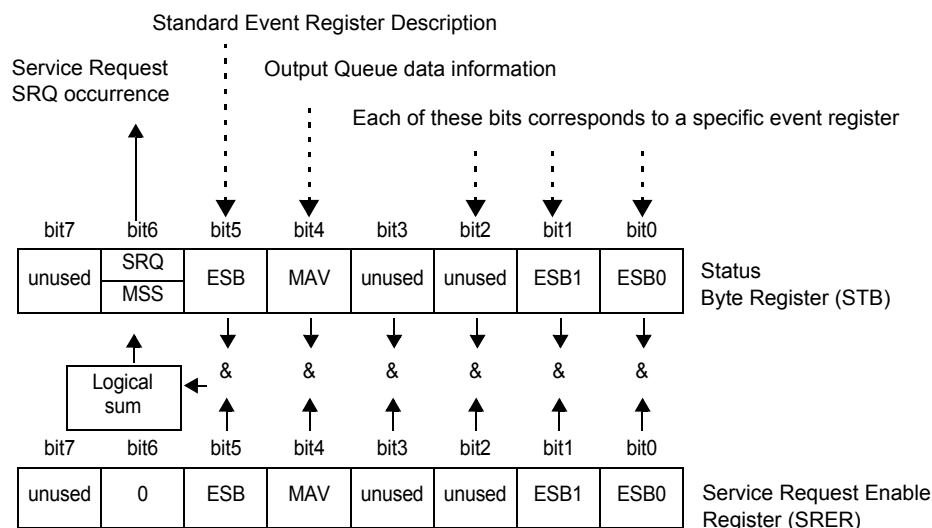 Standard Event Register Description
Service Request
SRQ occurrence
Output Queue data information
Each of these bits corresponds to a specific event register
bit7 bit6 bit5 bit4 bit3 bit2 bit1 bit0
unused SRQ MSS ESB MAV unused unused ESB1 ESB0
Status
Byte Register (STB)
& & & & & &
Logical
sum
bit7 bit6 bit5 bit4 bit3 bit2 bit1 bit0
unused 0 ESB MAV unused unused ESB1 ESB0
Service Request Enable
Register (SRER)